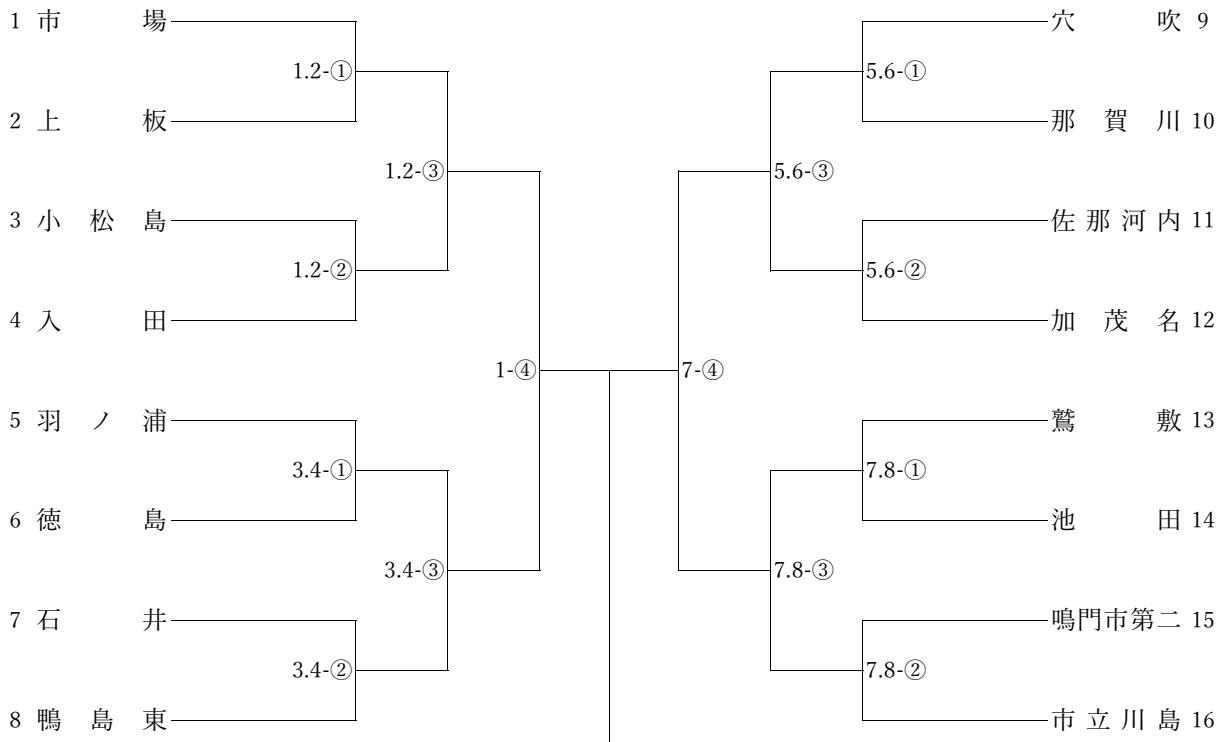 1 市場
1.2-①
2 上板
1.2-③
3 小松島
1.2-②
4 入田
1-④
5 羽ノ浦
3.4-①
6 徳島
3.4-③
7 石井
3.4-②
8 鴨島東
穴吹 9
5.6-①
那賀川 10
5.6-③
佐那河内 11
5.6-②
加茂名 12
7-④
鷲敷 13
7.8-①
池田 14
7.8-③
鳴門市第二 15
7.8-②
市立川島 16